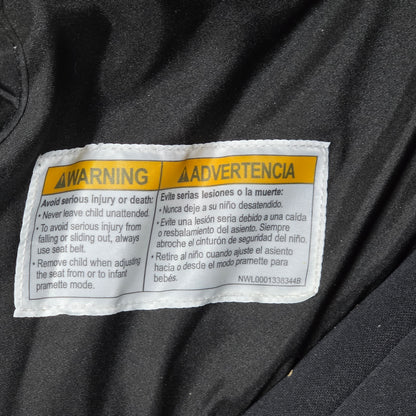 ⚠WARNING
Avoid serious injury or death:
• Never leave child unattended.
• To avoid serious injury from
falling or sliding out, always
use seat belt.
• Remove child when adjusting
the seat from or to infant
pramette mode.
⚠ADVERTENCIA
Evite serias lesiones o la muerte:
• Nunca deje a su niño desatendido.
• Evite una lesión seria debido a una caída
o resbalamiento del asiento. Siempre
abroche el cinturón de seguridad del niño.
• Retire al niño cuando ajuste el asiento
hacia o desde el modo pramette para
bebés.
NWL0001338344B